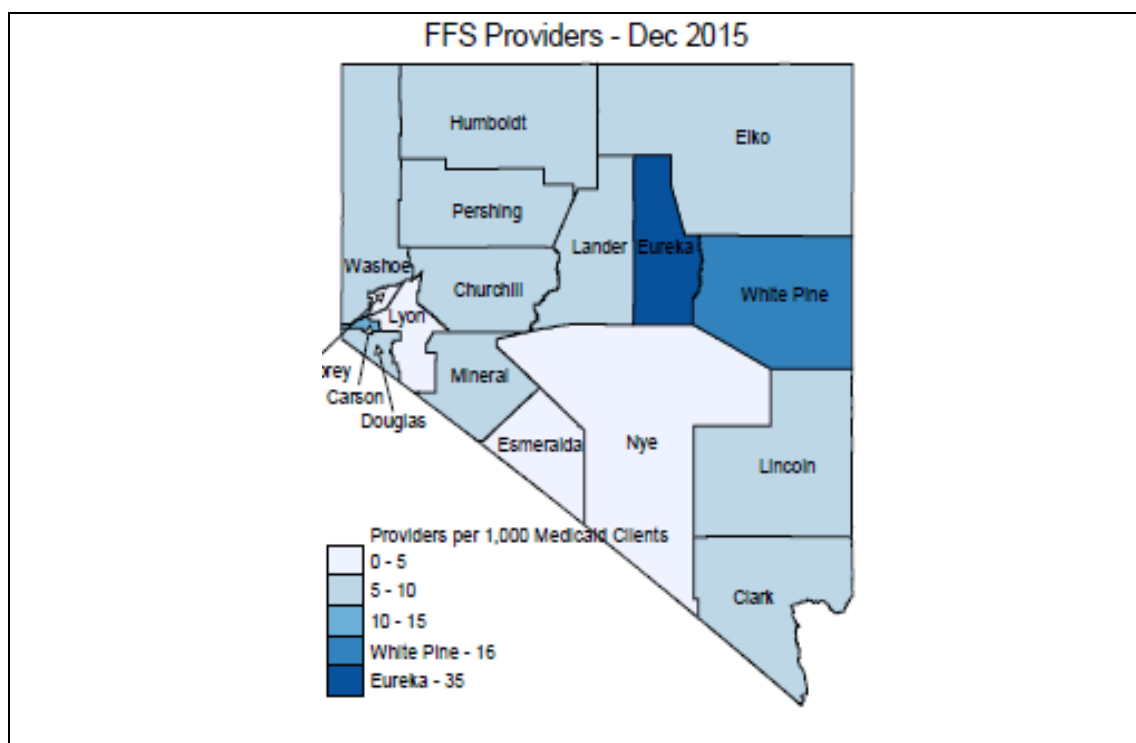 FFS Providers - Dec 2015
Humboldt
Elko
Pershing
Lander
Eureka
Washoe
Churchill
White Pine
Lyon
orey
Carson
Mineral
Douglas
Esmeralda
Nye
Lincoln
Providers per 1,000 Medicaid Clients
0 - 5
5 - 10
10 - 15
White Pine - 16
Eureka - 35
Clark